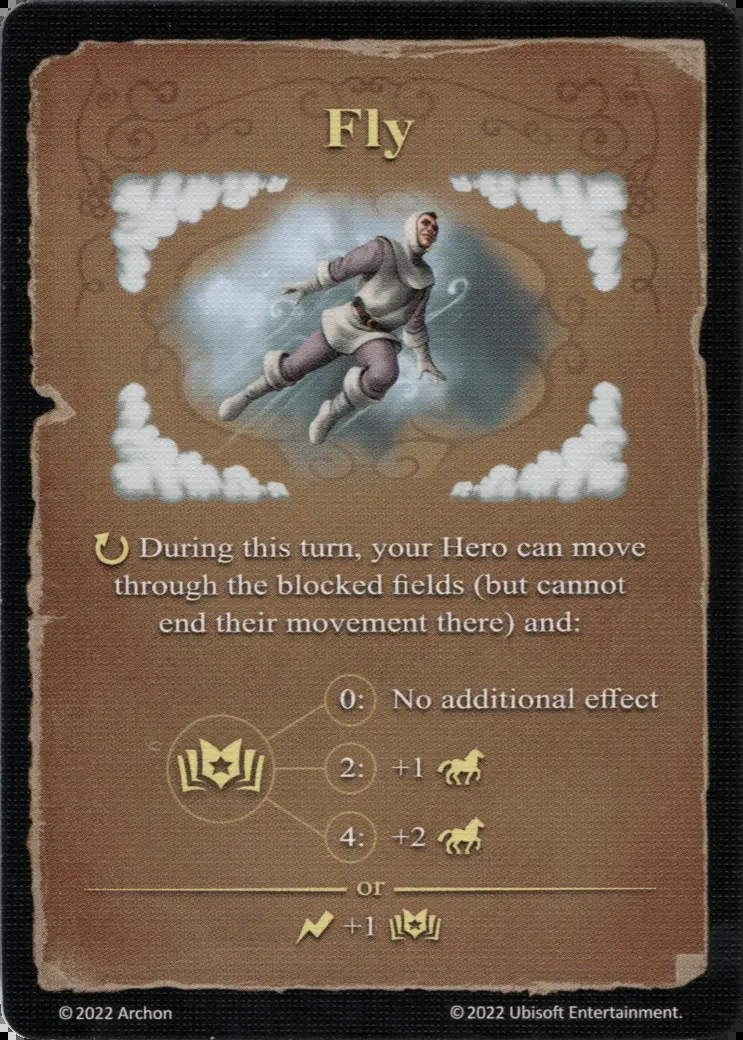 Fly
During this turn, your Hero can move
through the blocked fields (but cannot
end their movement there) and:
0: No additional effect
2: +1
4: +2
or
+1
©2022 Archon
©2022 Ubisoft Entertainment.